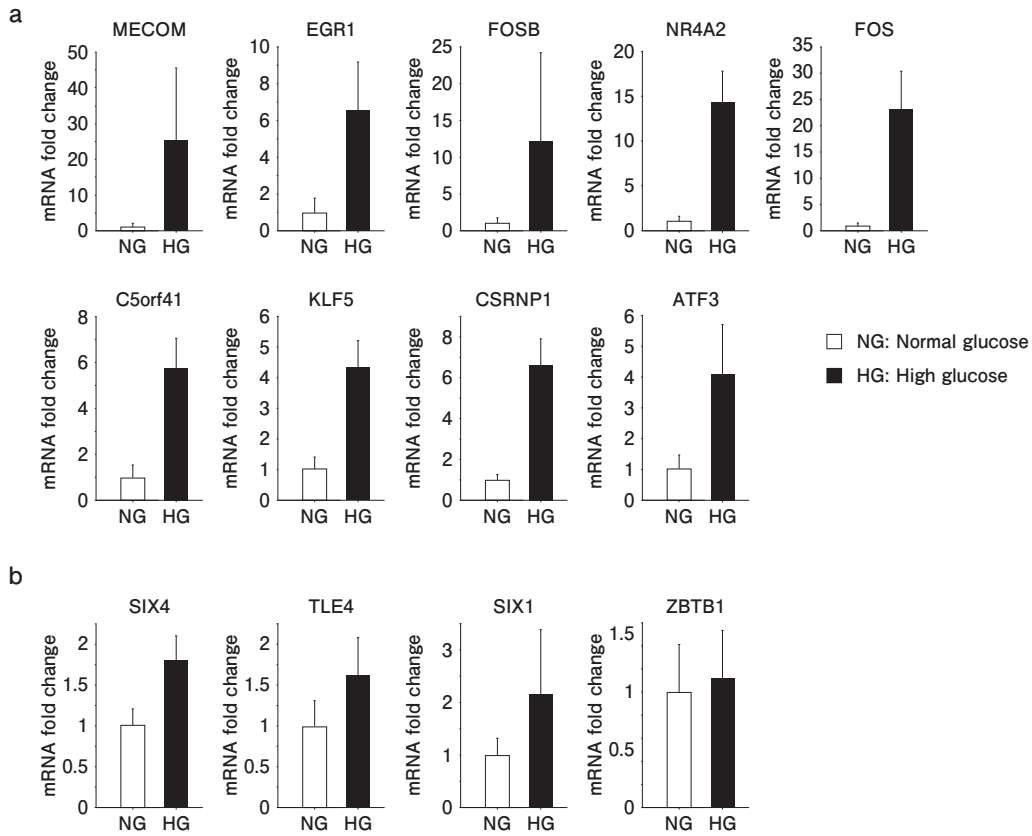 a
MECOM
EGR1
FOSB
NR4A2
FOS
mRNA fold change
50
40
30
20
10
0
NG HG
mRNA fold change
10
8
6
4
2
0
NG HG
mRNA fold change
25
20
15
10
5
0
NG HG
mRNA fold change
20
15
10
5
0
NG HG
mRNA fold change
35
30
25
20
15
10
5
0
NG HG
C5orf41
KLF5
CSRNP1
ATF3
mRNA fold change
8
6
4
2
0
NG HG
mRNA fold change
6
5
4
3
2
1
0
NG HG
mRNA fold change
8
6
4
2
0
NG HG
mRNA fold change
6
5
4
3
2
1
0
NG HG
NG: Normal glucose
HG: High glucose
b
SIX4
TLE4
SIX1
ZBTB1
mRNA fold change
2
1.5
1
0.5
0
NG HG
mRNA fold change
2
1.5
1
0.5
0
NG HG
mRNA fold change
3
2
1
0
NG HG
mRNA fold change
1.5
1
0.5
0
NG HG